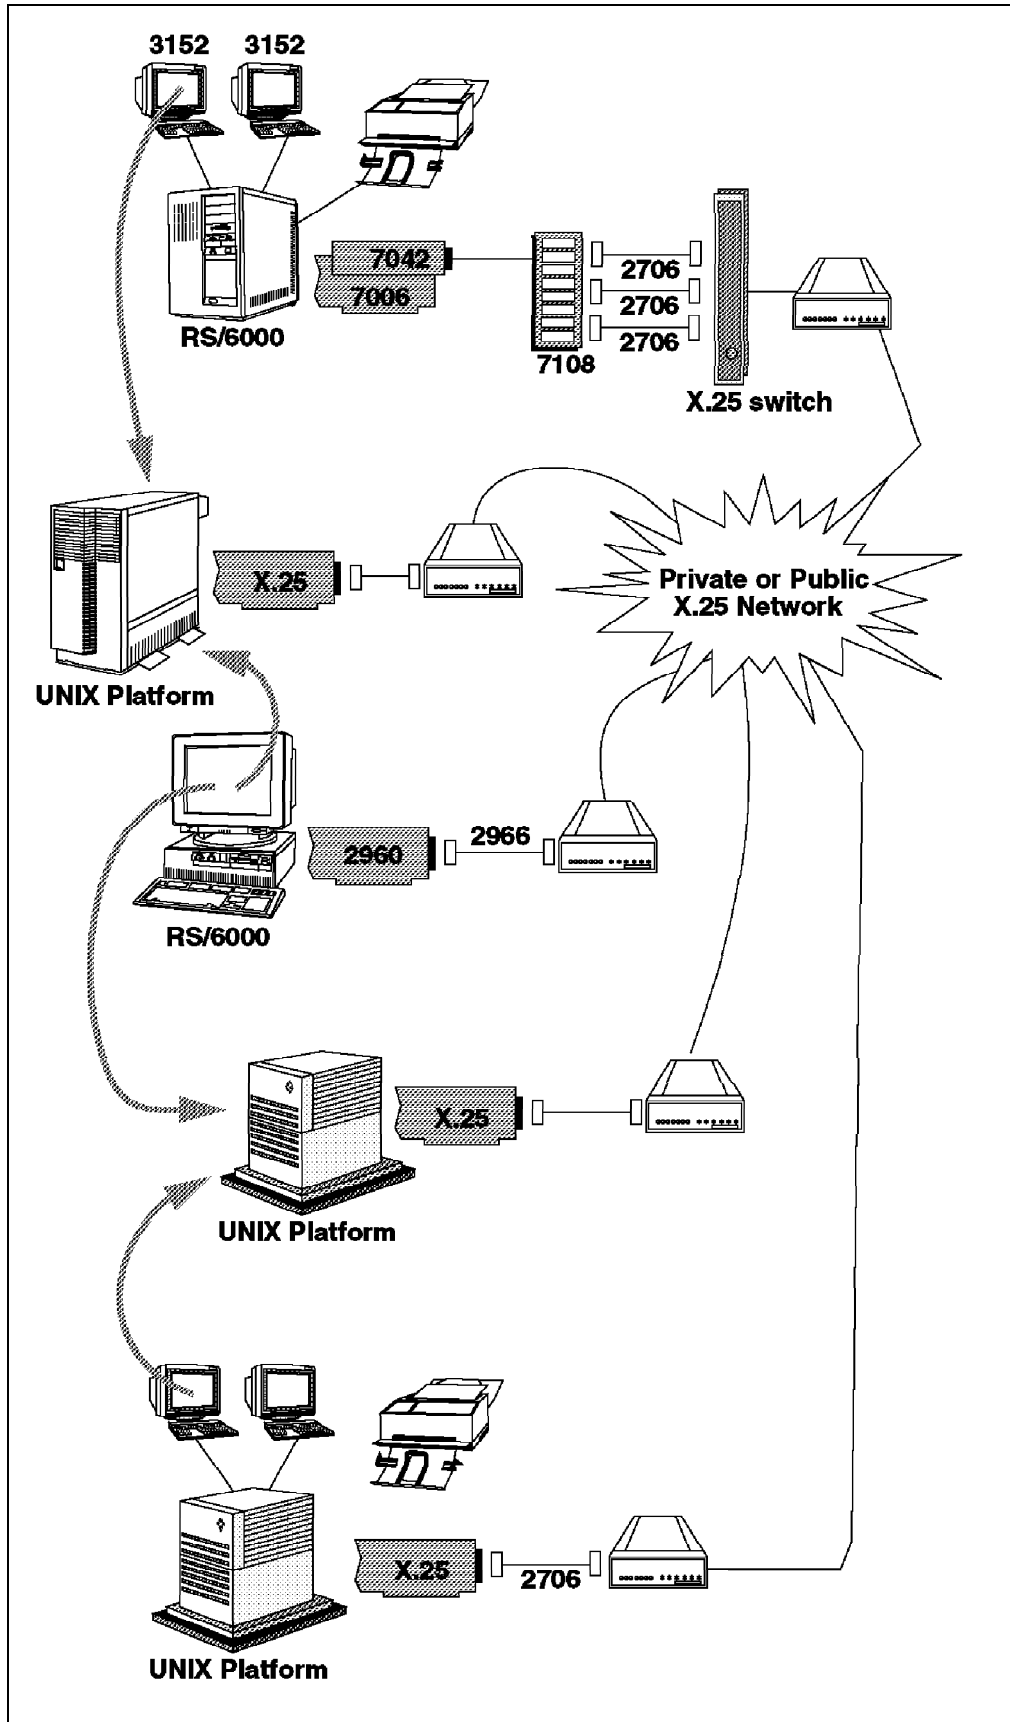 3152 3152
7042
7006
2706
2706
2706
RS/6000
7108
X.25 switch
X.25
Private or Public
X.25 Network
UNIX Platform
2960
2966
RS/6000
X.25
UNIX Platform
X.25
2706
UNIX Platform